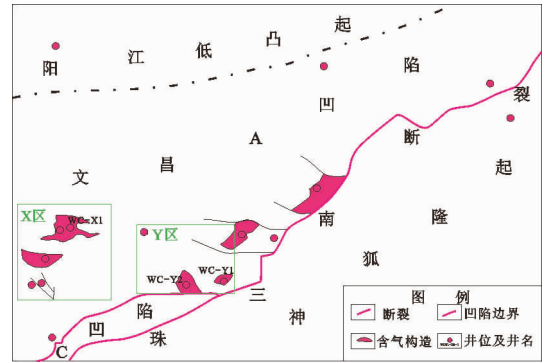 阳江低凸起
文昌A凹陷
珠三南断裂
神狐隆起
X区
WC-X1
Y区
WC-Y2
WC-Y1
C凹陷
图 例
断裂
凹陷边界
含气构造
井位及井名